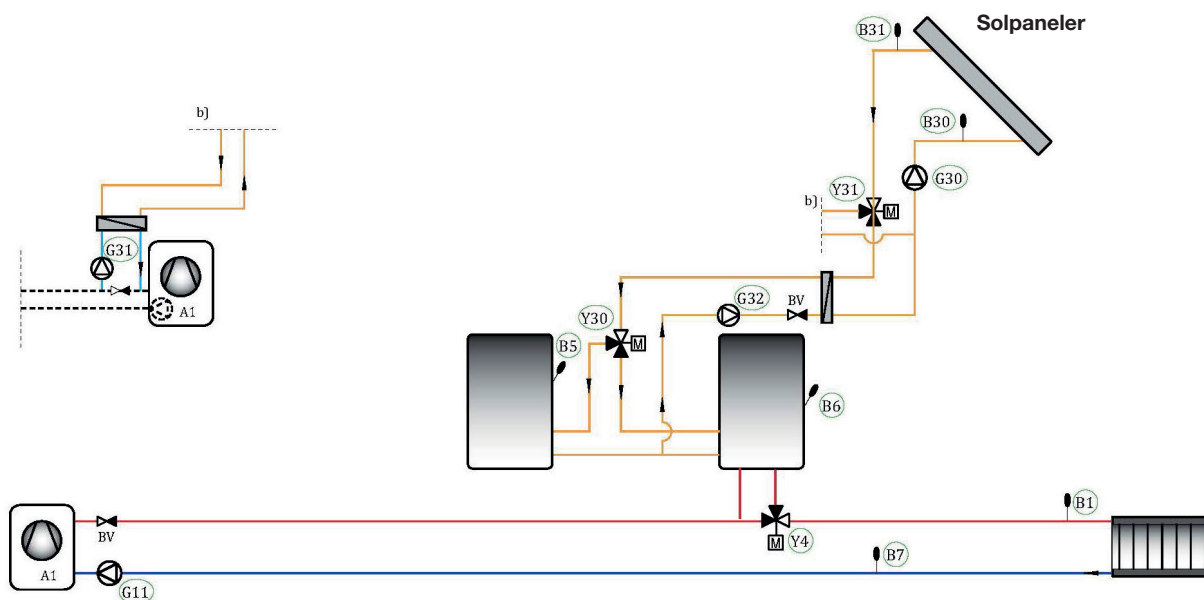 Solpaneler
B31
B30
b)
Y31
G30
b)
M
G31
G32
BV
Y30
A1
M
B5
B6
B1
BV
Y4
B7
M
A1
G11